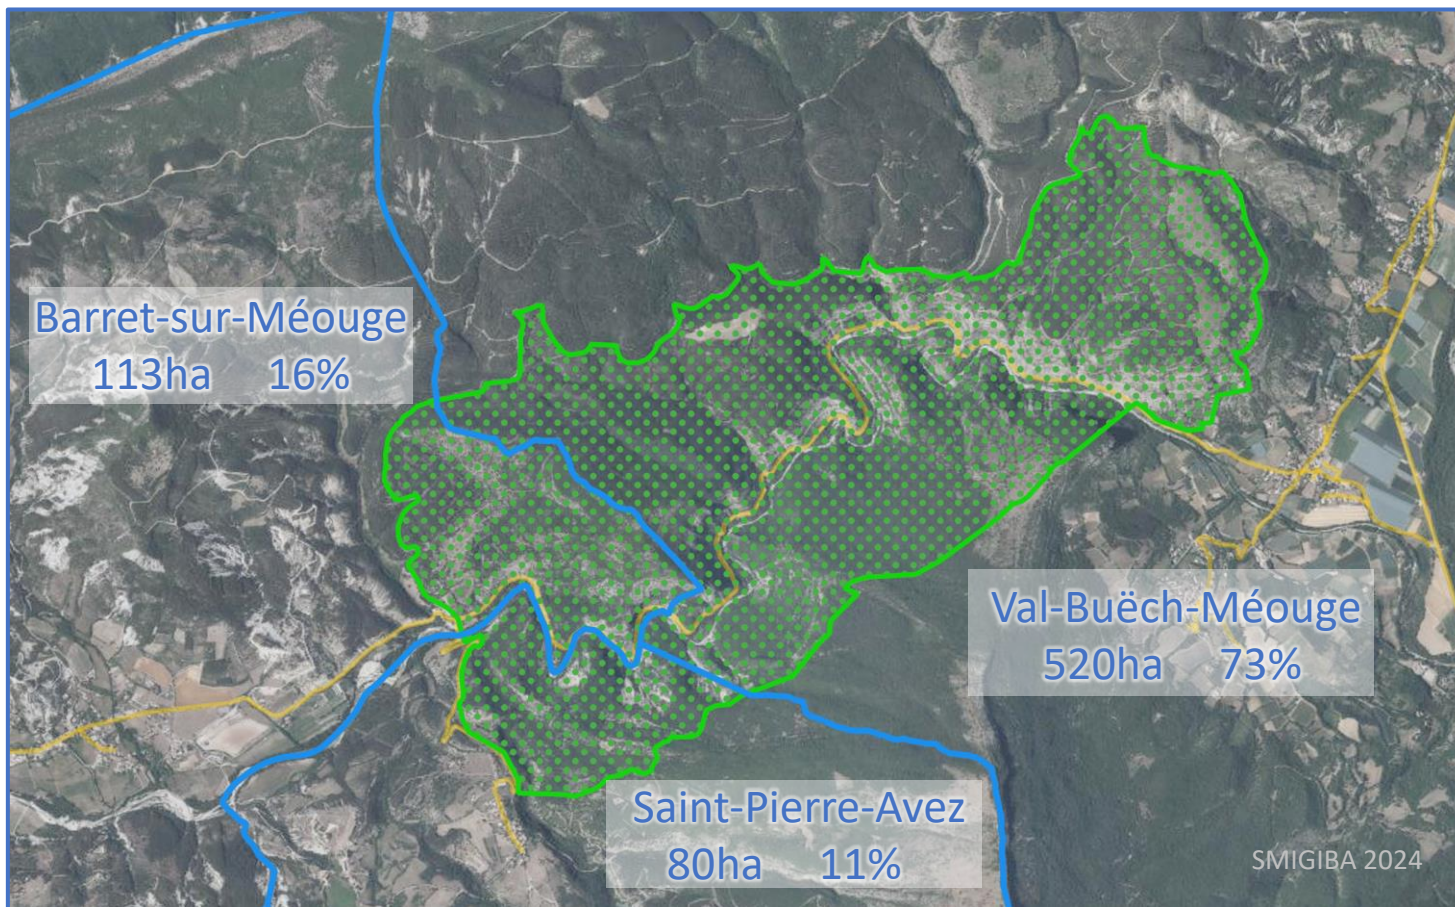 Barret-sur-Méouge
113ha 16%
Val-Buëch-Méouge
520ha 73%
Saint-Pierre-Avez
80ha 11%
SMIGIBA 2024